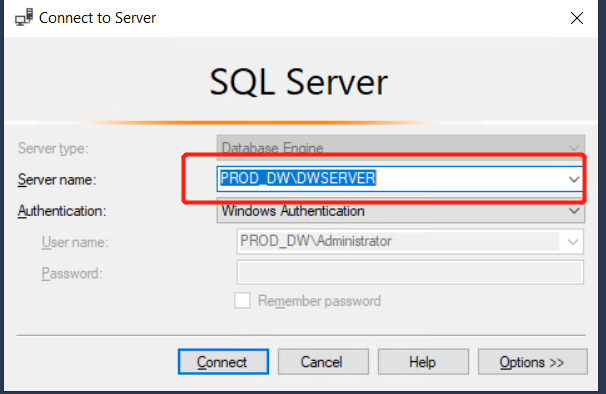 Connect to Server
SQL Server
Server type: Database Engine
Server name: PROD_DW\DWSERVER
Authentication: Windows Authentication
User name: PROD_DW\Administrator
Password:
Remember password
Connect Cancel Help Options >>